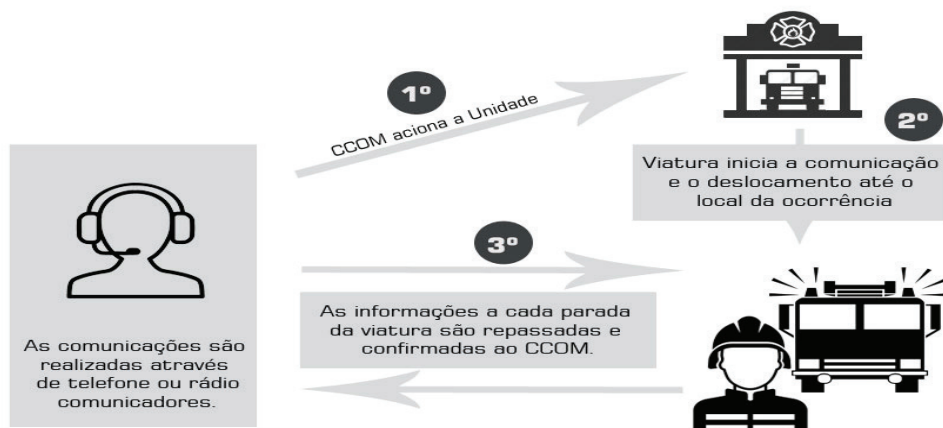 1º
CCOM aciona a Unidade
2º
Viatura inicia a comunicação
e o deslocamento até o
local da ocorrência
3º
As informações a cada parada
da viatura são repassadas e
confirmadas ao CCOM.
As comunicações são
realizadas através
de telefone ou rádio
comunicadores.